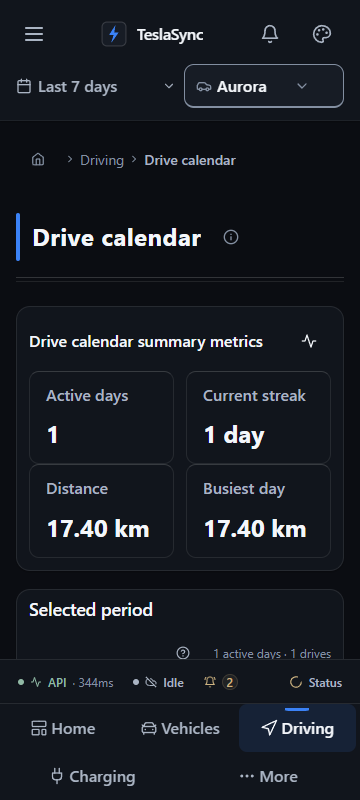 TeslaSync
Last 7 days
Aurora
Driving
Drive calendar
Drive calendar
Drive calendar summary metrics
Active days
Current streak
1
1 day
Distance
Busiest day
17.40 km
17.40 km
Selected period
1 active days · 1 drives
API · 344ms
Idle
2
Status
Home
Vehicles
Driving
Charging
More